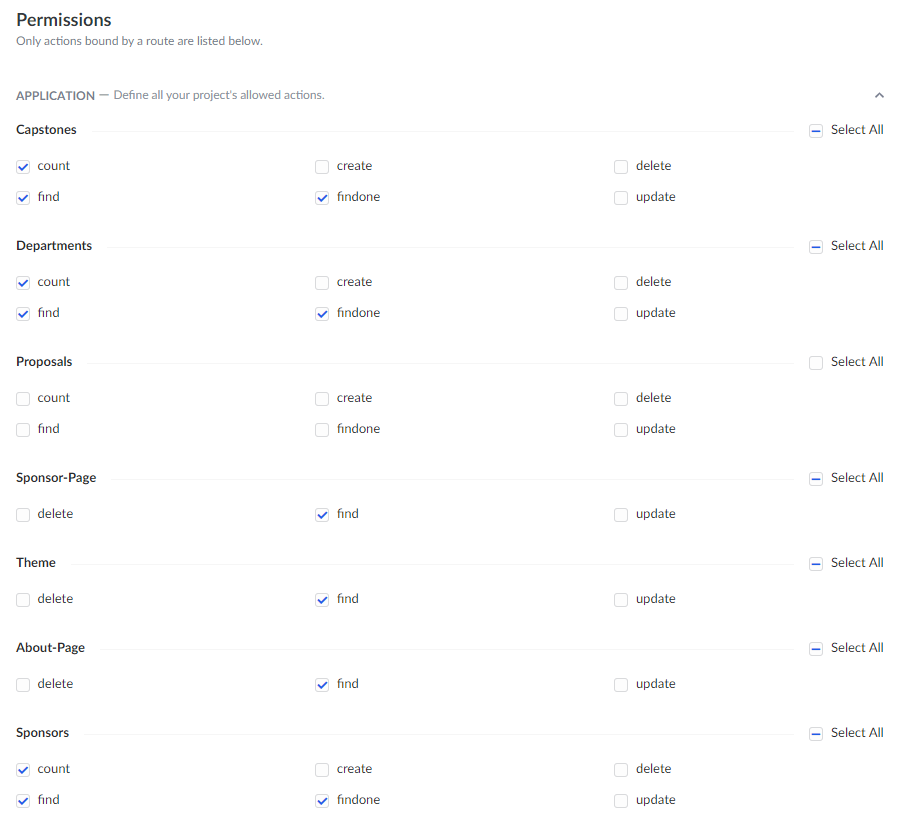 Permissions
Only actions bound by a route are listed below.
APPLICATION — Define all your project's allowed actions.
Capstones Select All
count create delete
find findone update
Departments Select All
count create delete
find findone update
Proposals Select All
count create delete
find findone update
Sponsor-Page Select All
delete find update
Theme Select All
delete find update
About-Page Select All
delete find update
Sponsors Select All
count create delete
find findone update